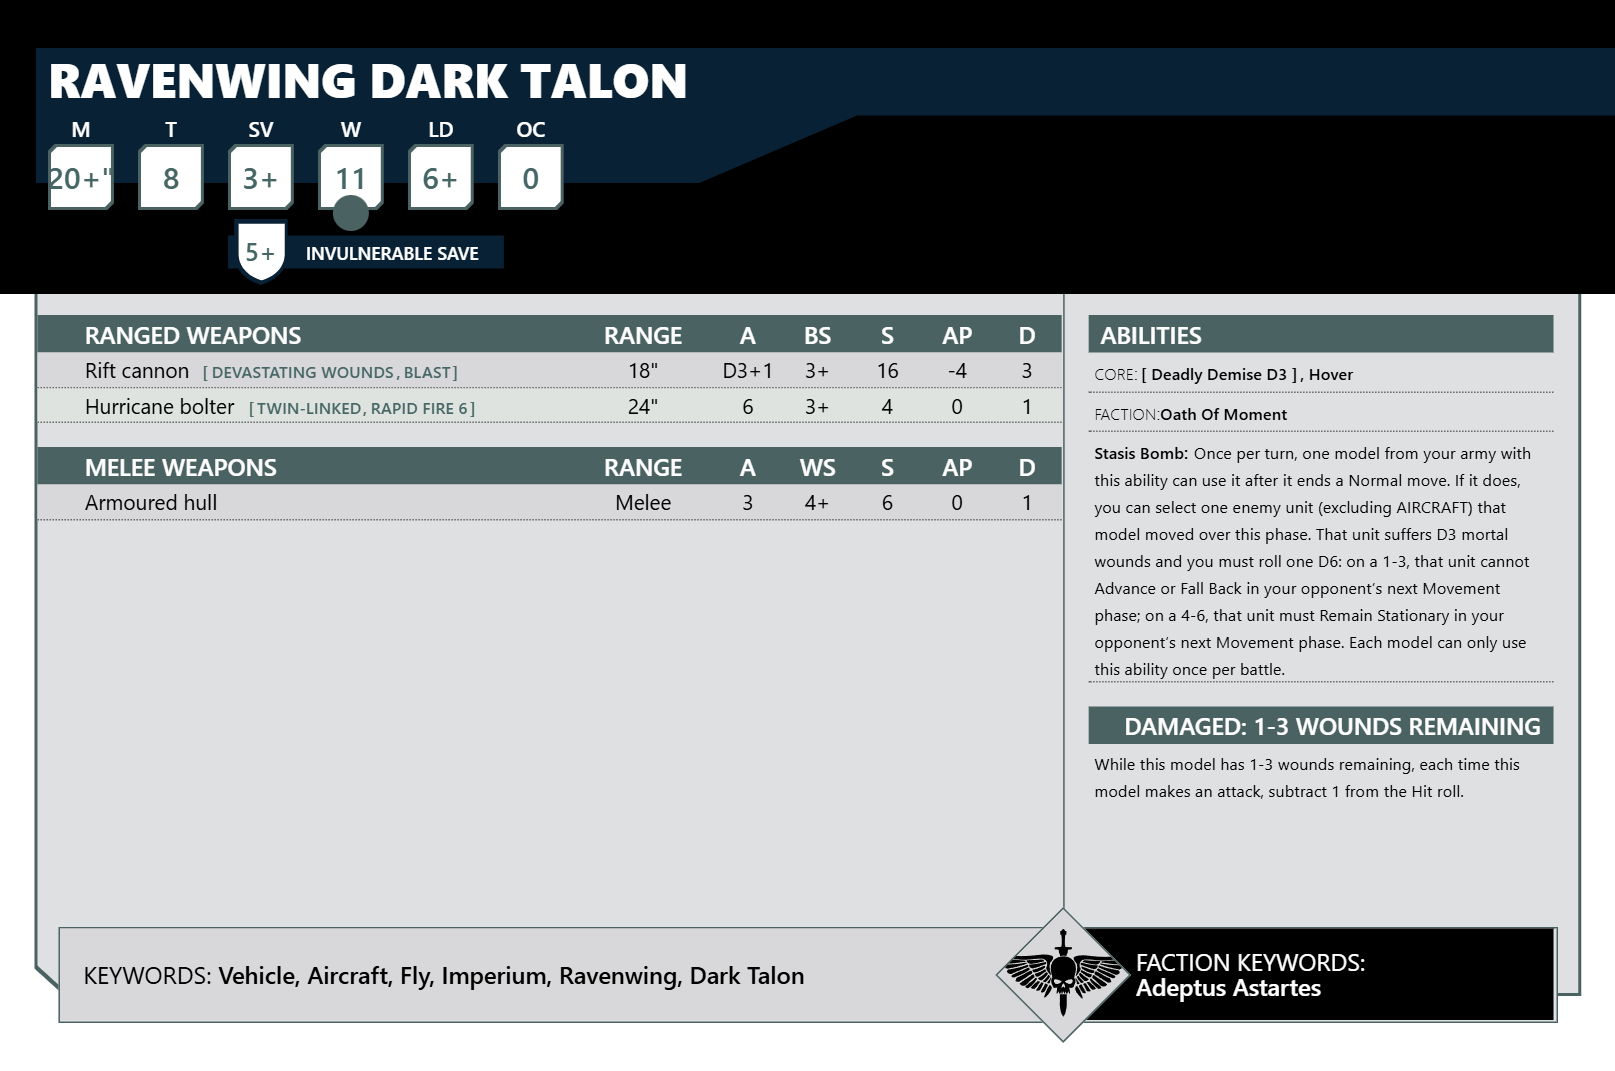 RAVENWING DARK TALON
M T SV W LD OC
20+" 8 3+ 11 6+ 0
5+ INVULNERABLE SAVE
RANGED WEAPONS RANGE A BS S AP D
Rift cannon [ DEVASTATING WOUNDS , BLAST ] 18" D3+1 3+ 16 -4 3
Hurricane bolter [ TWIN-LINKED, RAPID FIRE 6 ] 24" 6 3+ 4 0 1
MELEE WEAPONS RANGE A WS S AP D
Armoured hull Melee 3 4+ 6 0 1
ABILITIES
CORE: [ Deadly Demise D3 ] , Hover
FACTION:Oath Of Moment
Stasis Bomb: Once per turn, one model from your army with
this ability can use it after it ends a Normal move. If it does,
you can select one enemy unit (excluding AIRCRAFT) that
model moved over this phase. That unit suffers D3 mortal
wounds and you must roll one D6: on a 1-3, that unit cannot
Advance or Fall Back in your opponent’s next Movement
phase; on a 4-6, that unit must Remain Stationary in your
opponent’s next Movement phase. Each model can only use
this ability once per battle.
DAMAGED: 1-3 WOUNDS REMAINING
While this model has 1-3 wounds remaining, each time this
model makes an attack, subtract 1 from the Hit roll.
KEYWORDS: Vehicle, Aircraft, Fly, Imperium, Ravenwing, Dark Talon
FACTION KEYWORDS:
Adeptus Astartes